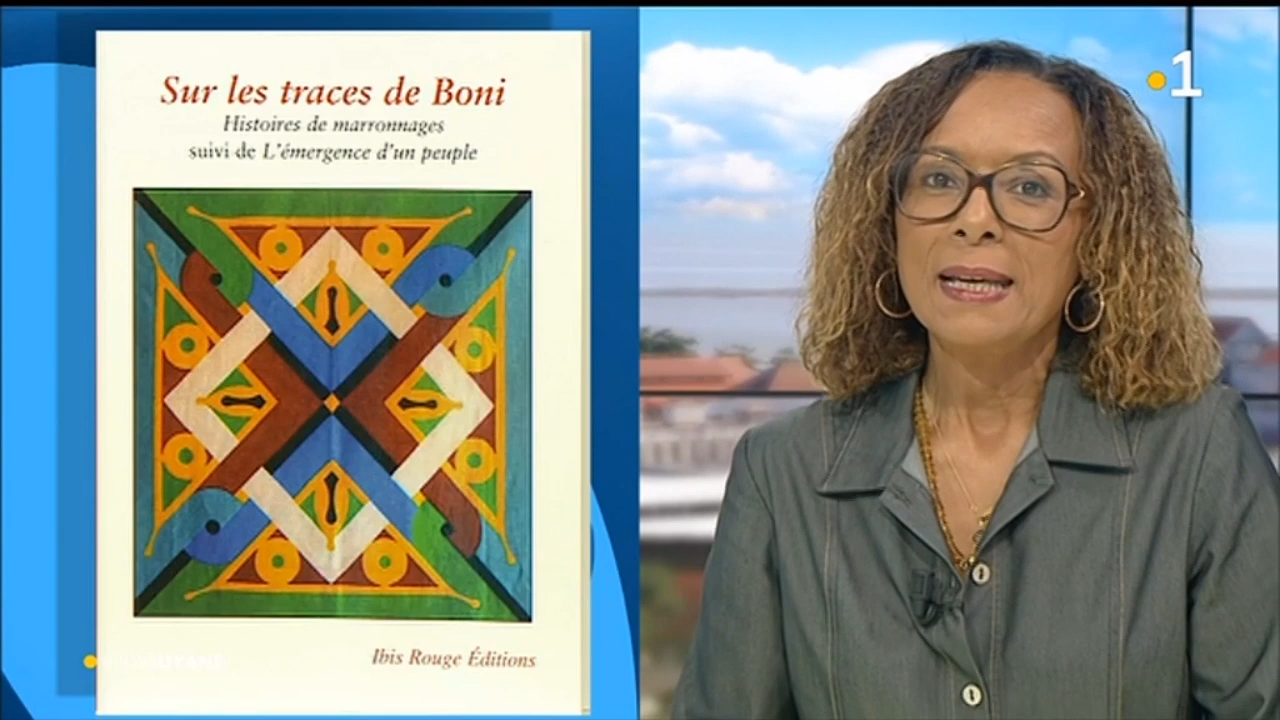 Sur les traces de Boni
Histoires de marronnages
suivi de L'émergence d'un peuple
Ibis Rouge Éditions
1